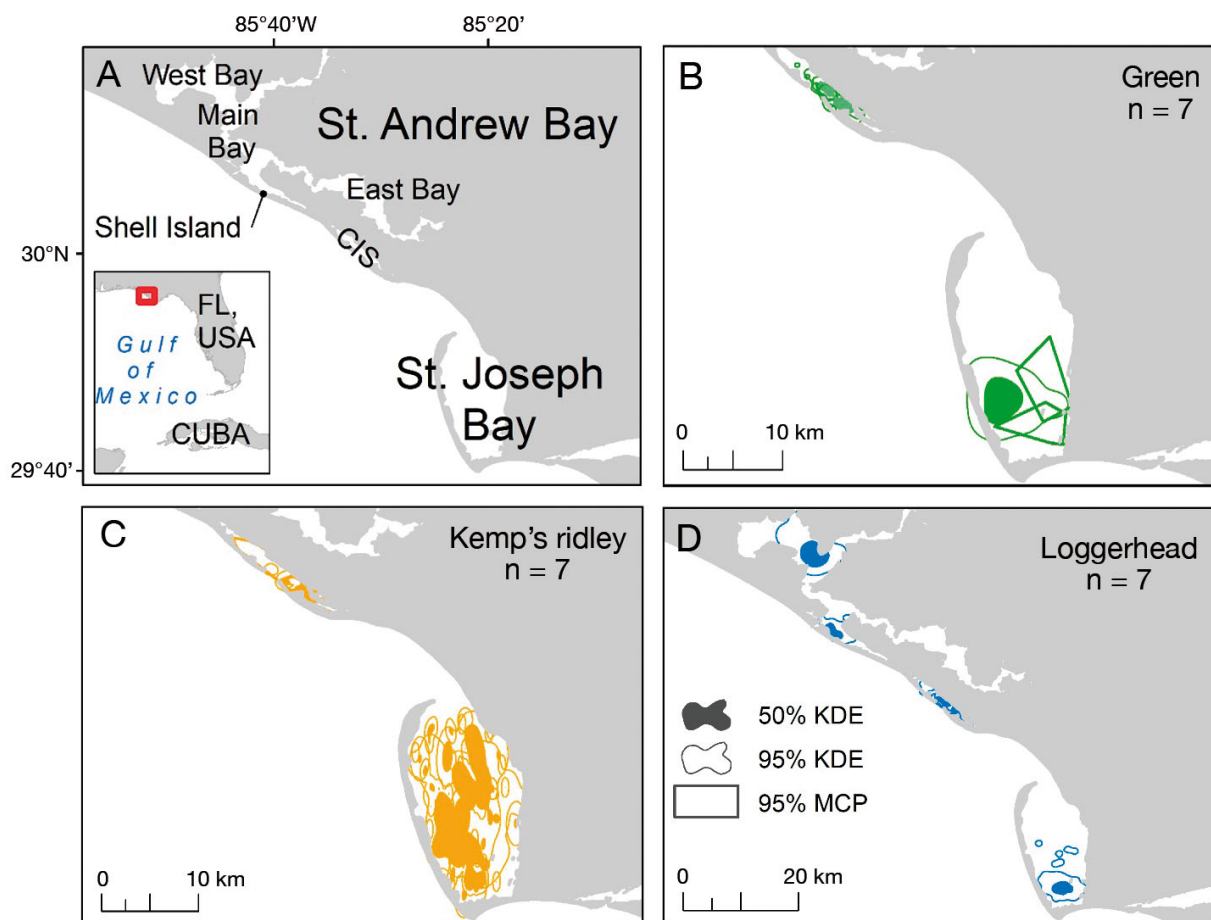 85°40'W
85°20'
A
West Bay
Main
Bay
St. Andrew Bay
East Bay
Shell Island
CIS
30°N
FL,
USA
Gulf
of
Mexico
CUBA
St. Joseph
Bay
29°40'
B
Green
n = 7
0
10 km
C
Kemp's ridley
n = 7
0
10 km
D
Loggerhead
n = 7
50% KDE
95% KDE
95% MCP
0
20 km